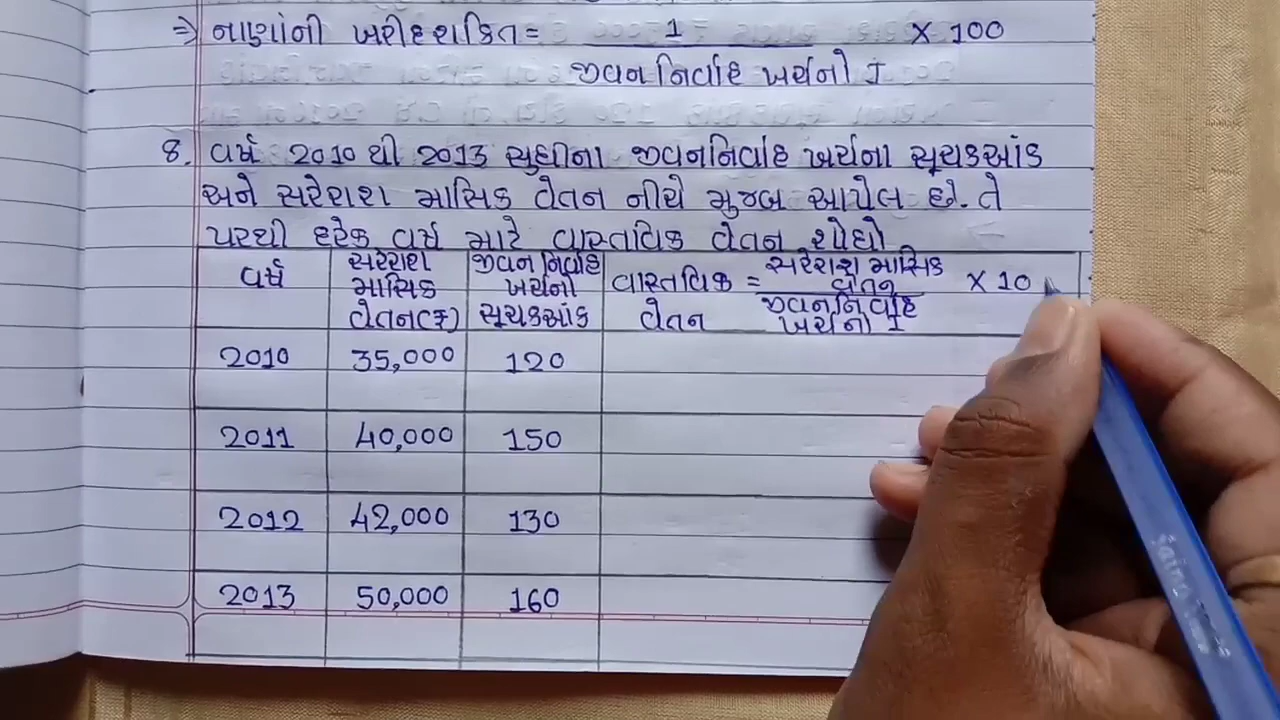 ⇒ નાણાંની ખરીદશક્તિ = 1 × 100
જીવનનિર્વાહ ખર્ચનો I
8. વર્ષ 2010 થી 2013 સુધીના જીવનનિર્વાહ ખર્ચના સૂચકઆંક
અને સરેરાશ માસિક વેતન નીચે મુજબ આપેલ છે. તે
પરથી દરેક વર્ષ માટે વાસ્તવિક વેતન શોધો
વર્ષ સરેરાશ માસિક વેતન(રૂ) જીવનનિર્વાહ ખર્ચનો સૂચકઆંક વાસ્તવિક વેતન = સરેરાશ માસિક વેતન / જીવનનિર્વાહ ખર્ચનો I × 10
2010 35,000 120
2011 40,000 150
2012 42,000 130
2013 50,000 160